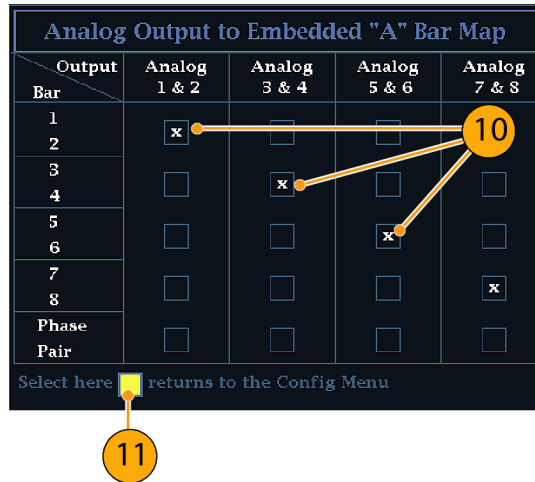 Analog Output to Embedded "A" Bar Map
Output Analog Analog Analog Analog
Bar 1 & 2 3 & 4 5 & 6 7 & 8
1
x
2
10
3
x
4
5
x
6
7
x
8
Phase
Pair
Select here returns to the Config Menu
11